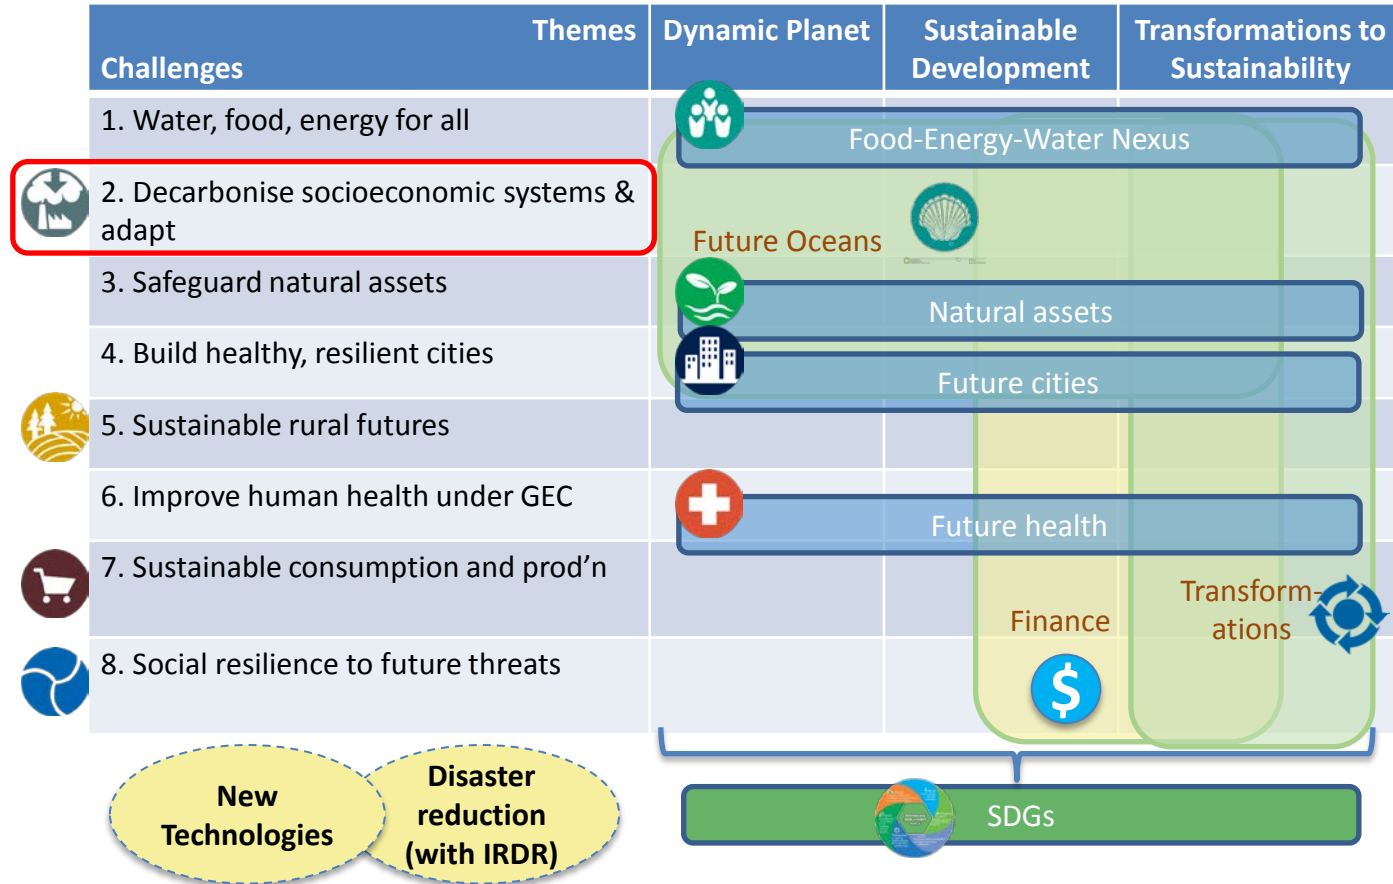 Themes
Challenges
Dynamic Planet
Sustainable
Development
Transformations to
Sustainability
1. Water, food, energy for all
Food-Energy-Water Nexus
2. Decarbonise socioeconomic systems &
adapt
Future Oceans
3. Safeguard natural assets
Natural assets
4. Build healthy, resilient cities
Future cities
5. Sustainable rural futures
6. Improve human health under GEC
Future health
7. Sustainable consumption and prod’n
Finance
Transform-
ations
8. Social resilience to future threats
$
New
Technologies
Disaster
reduction
(with IRDR)
SDGs